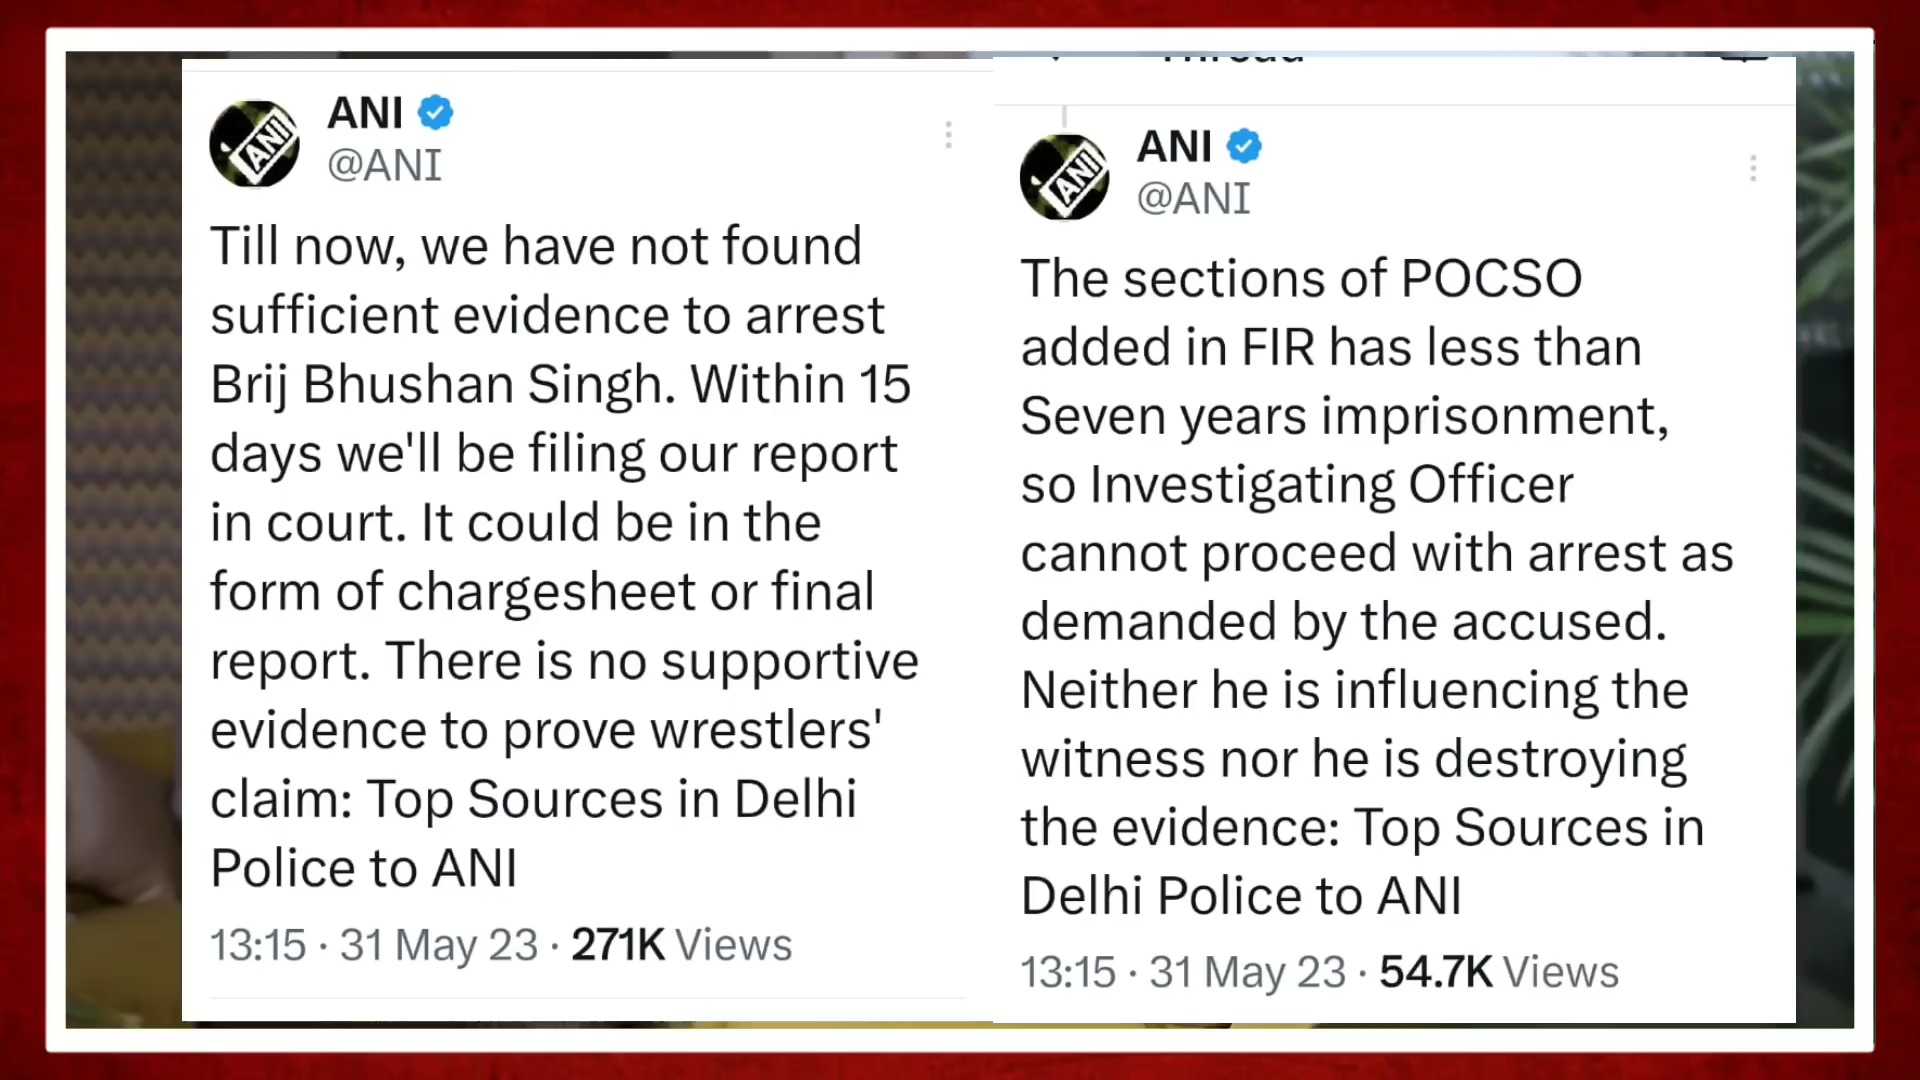 ANI
@ANI
Till now, we have not found
sufficient evidence to arrest
Brij Bhushan Singh. Within 15
days we'll be filing our report
in court. It could be in the
form of chargesheet or final
report. There is no supportive
evidence to prove wrestlers'
claim: Top Sources in Delhi
Police to ANI
13:15 · 31 May 23 · 271K Views
Thread
ANI
@ANI
The sections of POCSO
added in FIR has less than
Seven years imprisonment,
so Investigating Officer
cannot proceed with arrest as
demanded by the accused.
Neither he is influencing the
witness nor he is destroying
the evidence: Top Sources in
Delhi Police to ANI
13:15 · 31 May 23 · 54.7K Views